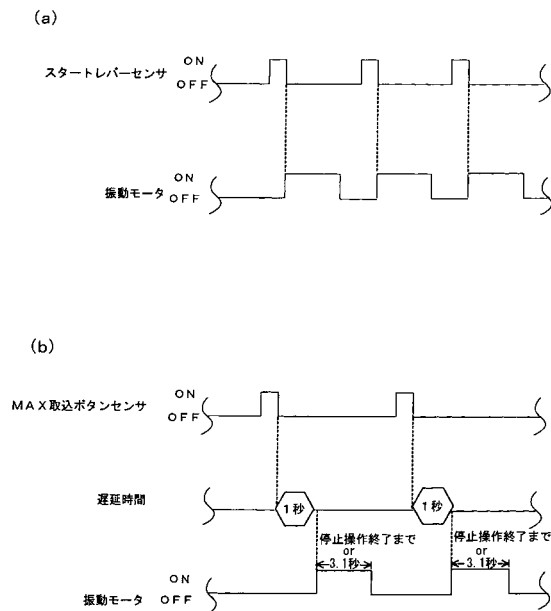 (a)
ON
スタートレバーセンサ
OFF
ON
振動モータ
OFF
(b)
ON
MAX取込ボタンセンサ
OFF
遅延時間
1秒
1秒
停止操作終了まで
or
3.1秒
停止操作終了まで
or
3.1秒
ON
振動モータ
OFF